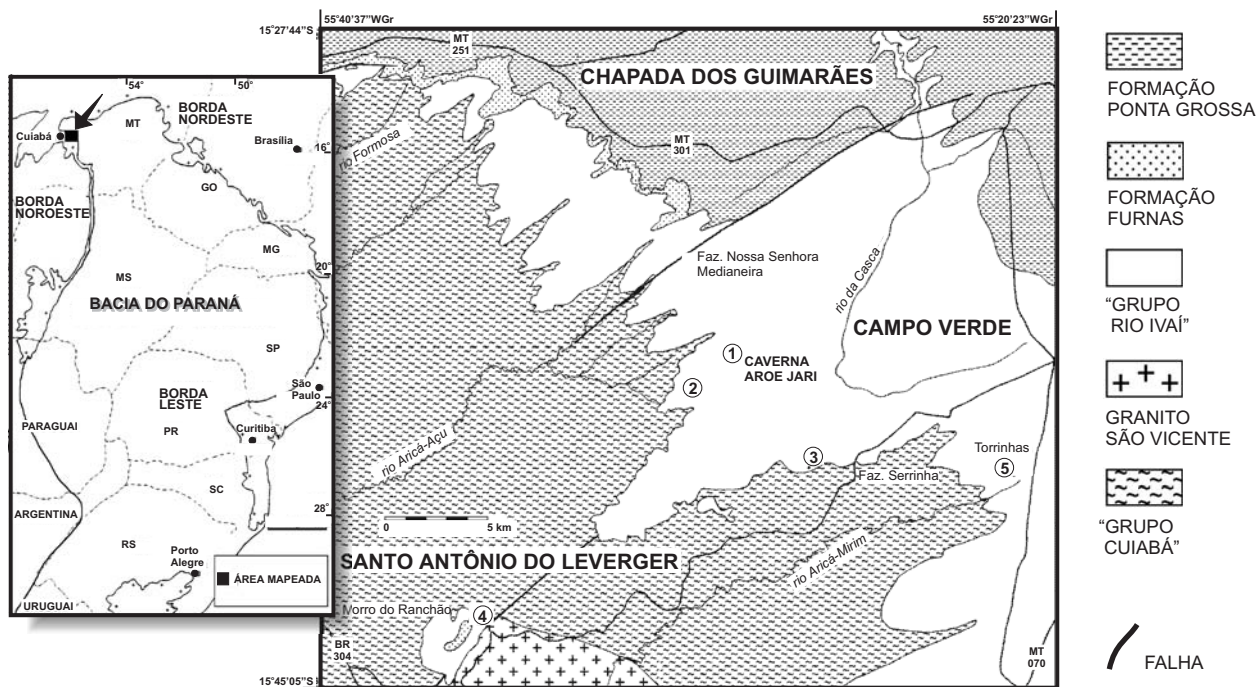 55°40'37"WGr
55°20'23"WGr
15°27'44"S
MT
251
CHAPADA DOS GUIMARÃES
MT
301
rio Formosa
Faz. Nossa Senhora
Medianeira
rio da Casca
CAMPO VERDE
1
CAVERNA
AROE JARI
2
rio Aricá-Açu
3
Faz. Serrinha
Torrinhas
5
0
5 km
SANTO ANTÔNIO DO LEVERGER
rio Aricá-Mirim
Morro do Ranchão
4
BR
304
MT
070
15°45'05"S
54°
50°
BORDA
NORDESTE
MT
Cuiabá
Brasília
16°
GO
BORDA
NOROESTE
MG
MS
20°
BACIA DO PARANÁ
SP
São
Paulo
BORDA
LESTE
24°
PARAGUAI
PR
Curitiba
SC
ARGENTINA
28°
RS
Porto
Alegre
ÁREA MAPEADA
URUGUAI
FORMAÇÃO
PONTA GROSSA
FORMAÇÃO
FURNAS
“GRUPO
RIO IVAÍ”
GRANITO
SÃO VICENTE
“GRUPO
CUIABÁ”
FALHA